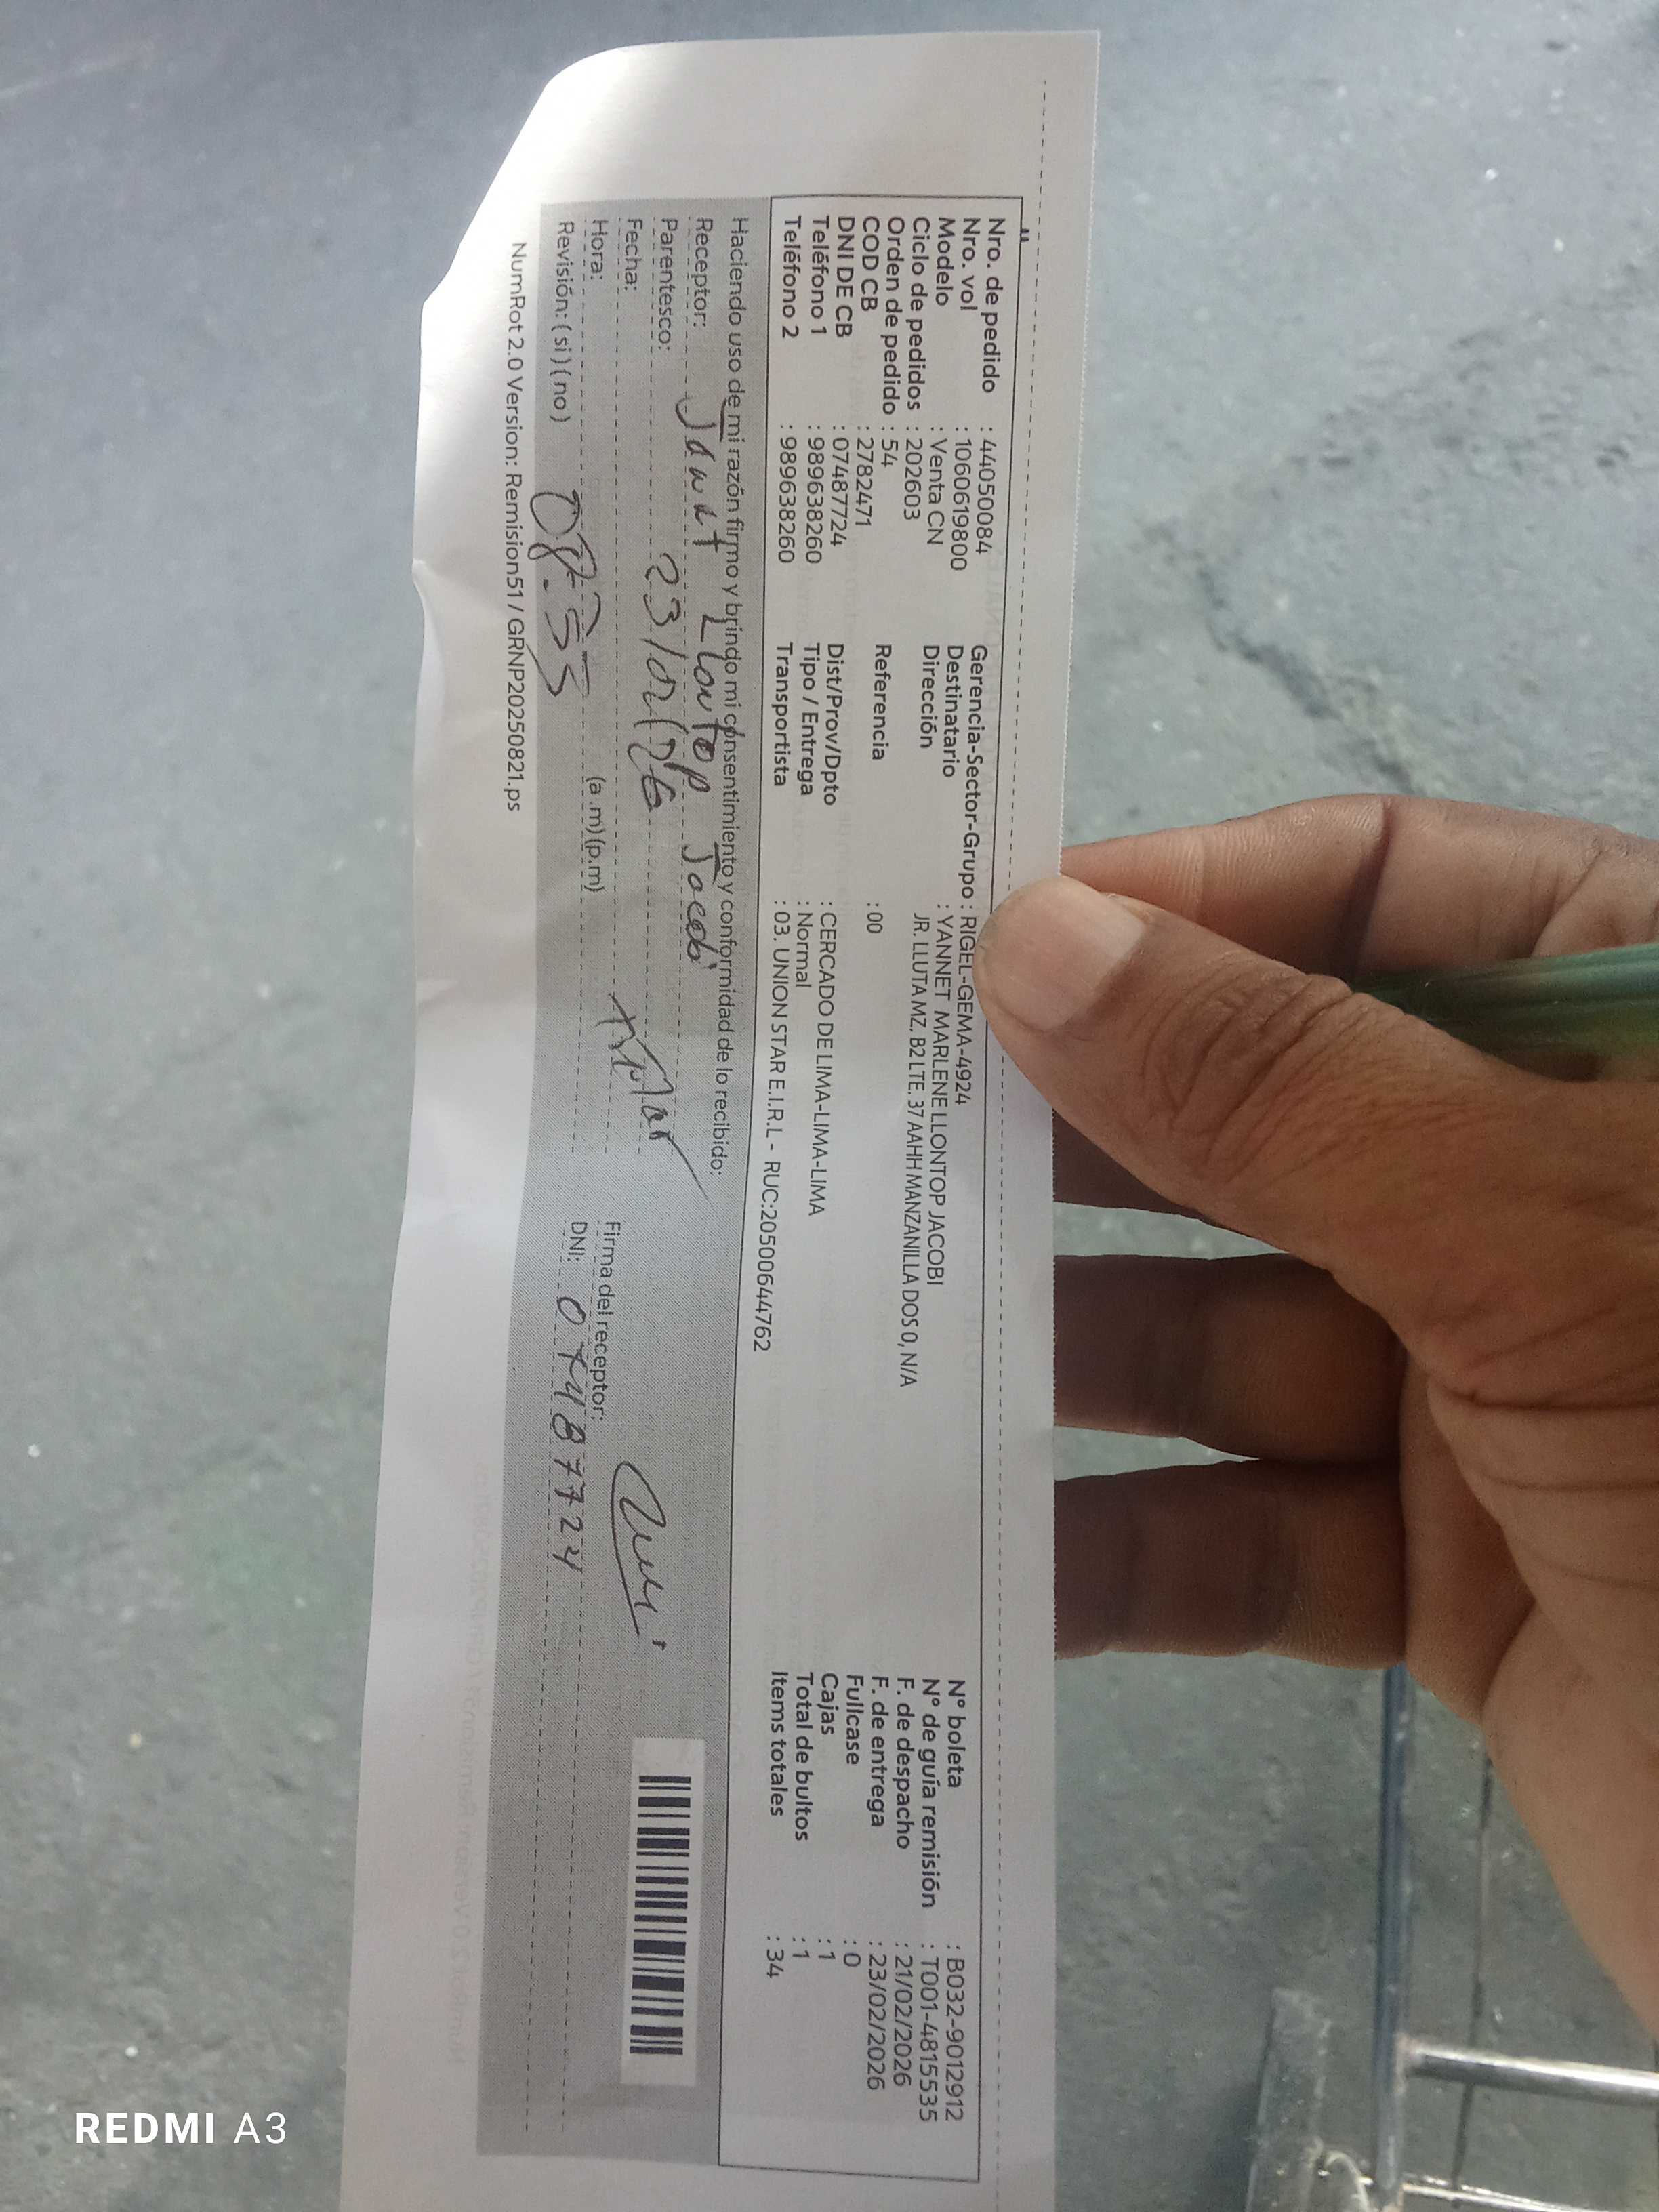 Nro. de pedido : 44050084
Nro. vol : 1060619800
Modelo : Venta CN
Ciclo de pedidos : 202603
Orden de pedido : 54
COD CB : 2782471
DNI DE CB : 07487724
Teléfono 1 : 989638260
Teléfono 2 : 989638260
Gerencia-Sector-Grupo : RIGEL-GEMA-4924
Destinatario : YANNET MARLENE LLONTOP JACOBI
Dirección JR. LLUTA MZ. B2 LTE. 37 AAHH MANZANILLA DOS 0, N/A
Referencia : 00
Dist/Prov/Dpto : CERCADO DE LIMA-LIMA-LIMA
Tipo / Entrega : Normal
Transportista : 03. UNION STAR E.I.R.L - RUC:20500644762
N° boleta : B032-9012912
N° de guía remisión : T001-4815535
F. de despacho : 21/02/2026
F. de entrega : 23/02/2026
Fullcase : 0
Cajas : 1
Total de bultos : 1
Items totales : 34
Haciendo uso de mi razón firmo y brindo mi consentimiento y conformidad de lo recibido:
Receptor: Llontop Jacobi
Parentesco:
Fecha: 23/02/26
Hora: (a .m) (p.m)
Revisión: ( si ) ( no )
Firma del receptor:
DNI: 07487724
NumRot 2.0 Version: Remision51 / GRNP20250821.ps
REDMI A3